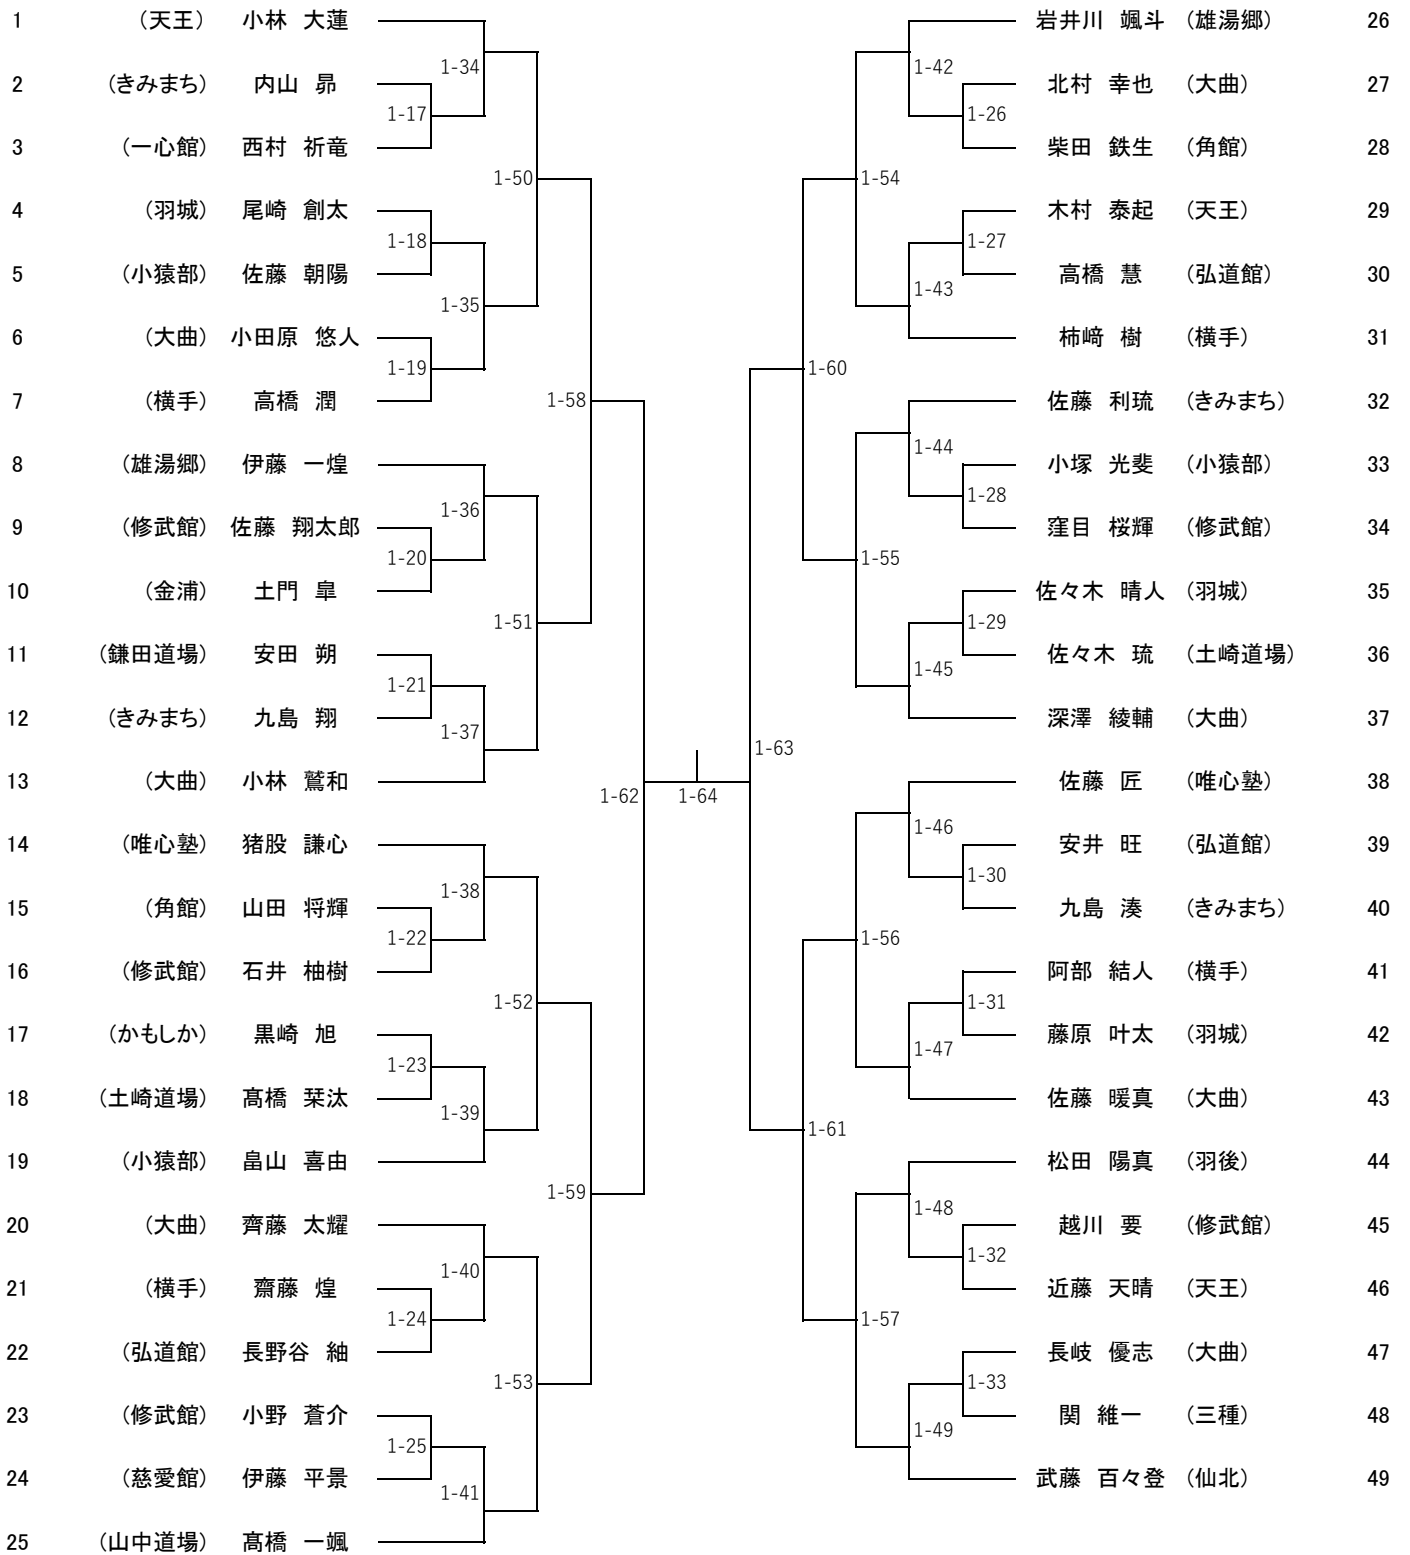 1 （天王） 小林 大蓮
1-34
2 （きみまち） 内山 昴
1-17
3 （一心館） 西村 祈竜
1-50
4 （羽城） 尾崎 創太
1-18
5 （小猿部） 佐藤 朝陽
1-35
6 （大曲） 小田原 悠人
1-19
7 （横手） 高橋 潤
1-58
8 （雄湯郷） 伊藤 一煌
1-36
9 （修武館） 佐藤 翔太郎
1-20
10 （金浦） 土門 皐
1-51
11 （鎌田道場） 安田 朔
1-21
12 （きみまち） 九島 翔
1-37
13 （大曲） 小林 鷲和
1-62
14 （唯心塾） 猪股 謙心
1-38
15 （角館） 山田 将輝
1-22
16 （修武館） 石井 柚樹
1-52
17 （かもしか） 黒崎 旭
1-23
18 （土崎道場） 髙橋 栞汰
1-39
19 （小猿部） 畠山 喜由
1-59
20 （大曲） 齊藤 太耀
1-40
21 （横手） 齋藤 煌
1-24
22 （弘道館） 長野谷 紬
1-53
23 （修武館） 小野 蒼介
1-25
24 （慈愛館） 伊藤 平景
1-41
25 （山中道場） 髙橋 一颯
1-64
岩井川 颯斗 （雄湯郷） 26
1-42
北村 幸也 （大曲） 27
1-26
柴田 鉄生 （角館） 28
1-54
木村 泰起 （天王） 29
1-27
高橋 慧 （弘道館） 30
1-43
柿﨑 樹 （横手） 31
1-60
佐藤 利琉 （きみまち） 32
1-44
小塚 光斐 （小猿部） 33
1-28
窪目 桜輝 （修武館） 34
1-55
佐々木 晴人 （羽城） 35
1-29
佐々木 琉 （土崎道場） 36
1-45
深澤 綾輔 （大曲） 37
1-63
佐藤 匠 （唯心塾） 38
1-46
安井 旺 （弘道館） 39
1-30
九島 湊 （きみまち） 40
1-56
阿部 結人 （横手） 41
1-31
藤原 叶太 （羽城） 42
1-47
佐藤 暖真 （大曲） 43
1-61
松田 陽真 （羽後） 44
1-48
越川 要 （修武館） 45
1-32
近藤 天晴 （天王） 46
1-57
長岐 優志 （大曲） 47
1-33
関 維一 （三種） 48
1-49
武藤 百々登 （仙北） 49